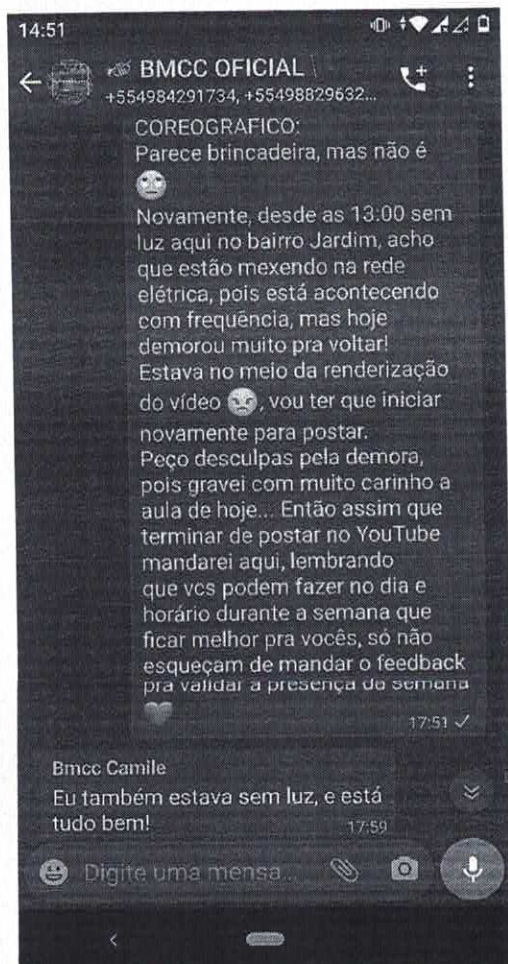 14:51
BMCC OFICIAL
+554984291734, +55498829632...
COREOGRAFICO:
Parece brincadeira, mas não é
🙄
Novamente, desde as 13:00 sem
luz aqui no bairro Jardim, acho
que estão mexendo na rede
elétrica, pois está acontecendo
com frequência, mas hoje
demorou muito pra voltar!
Estava no meio da renderização
do vídeo 😠, vou ter que iniciar
novamente para postar.
Peço desculpas pela demora,
pois gravei com muito carinho a
aula de hoje... Então assim que
terminar de postar no YouTube
mandarei aqui, lembrando
que vcs podem fazer no dia e
horário durante a semana que
ficar melhor pra vocês, só não
esqueçam de mandar o feedback
pra validar a presença da semana
❤
17:51
Bmcc Camile
Eu também estava sem luz, e está
tudo bem!
17:59
Digite uma mensa...